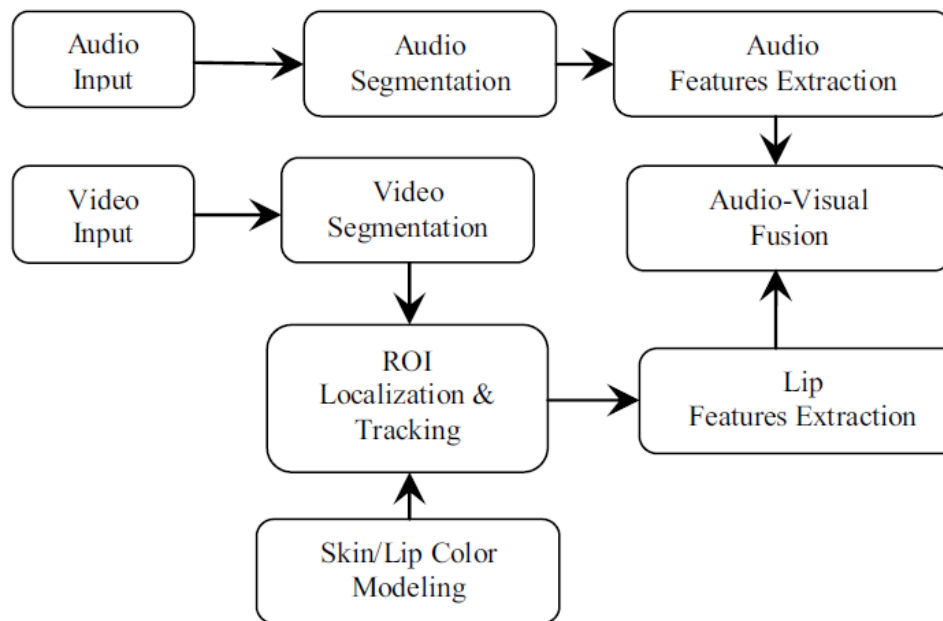 Audio
Input
Audio
Segmentation
Audio
Features Extraction
Video
Input
Video
Segmentation
Audio-Visual
Fusion
ROI
Localization &
Tracking
Lip
Features Extraction
Skin/Lip Color
Modeling